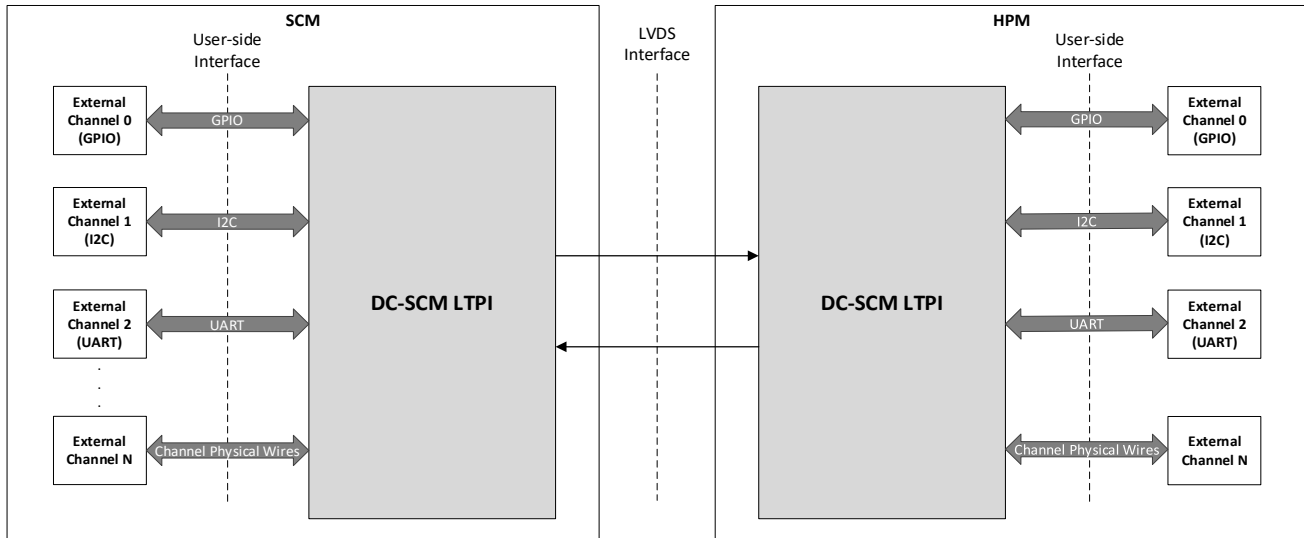 SCM
User-side
Interface
External
Channel 0
(GPIO)
GPIO
External
Channel 1
(I2C)
I2C
External
Channel 2
(UART)
UART
.
.
.
External
Channel N
Channel Physical Wires
DC-SCM LTPI
LVDS
Interface
HPM
User-side
Interface
DC-SCM LTPI
GPIO
External
Channel 0
(GPIO)
I2C
External
Channel 1
(I2C)
UART
External
Channel 2
(UART)
Channel Physical Wires
External
Channel N